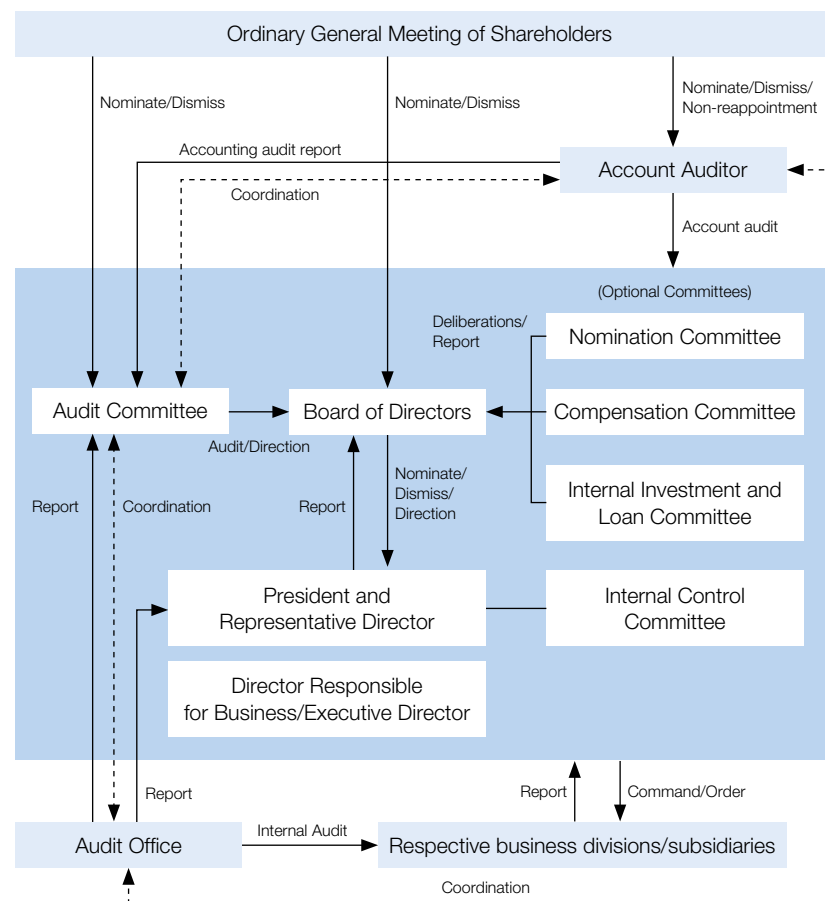 Ordinary General Meeting of Shareholders
Nominate/Dismiss
Nominate/Dismiss
Nominate/Dismiss/
Non-reappointment
Accounting audit report
Account Auditor
Coordination
Account audit
(Optional Committees)
Deliberations/
Report
Nomination Committee
Audit Committee
Board of Directors
Compensation Committee
Audit/Direction
Report
Coordination
Report
Nominate/
Dismiss/
Direction
Internal Investment and
Loan Committee
President and
Representative Director
Internal Control
Committee
Director Responsible
for Business/Executive Director
Report
Report
Command/Order
Audit Office
Internal Audit
Respective business divisions/subsidiaries
Coordination